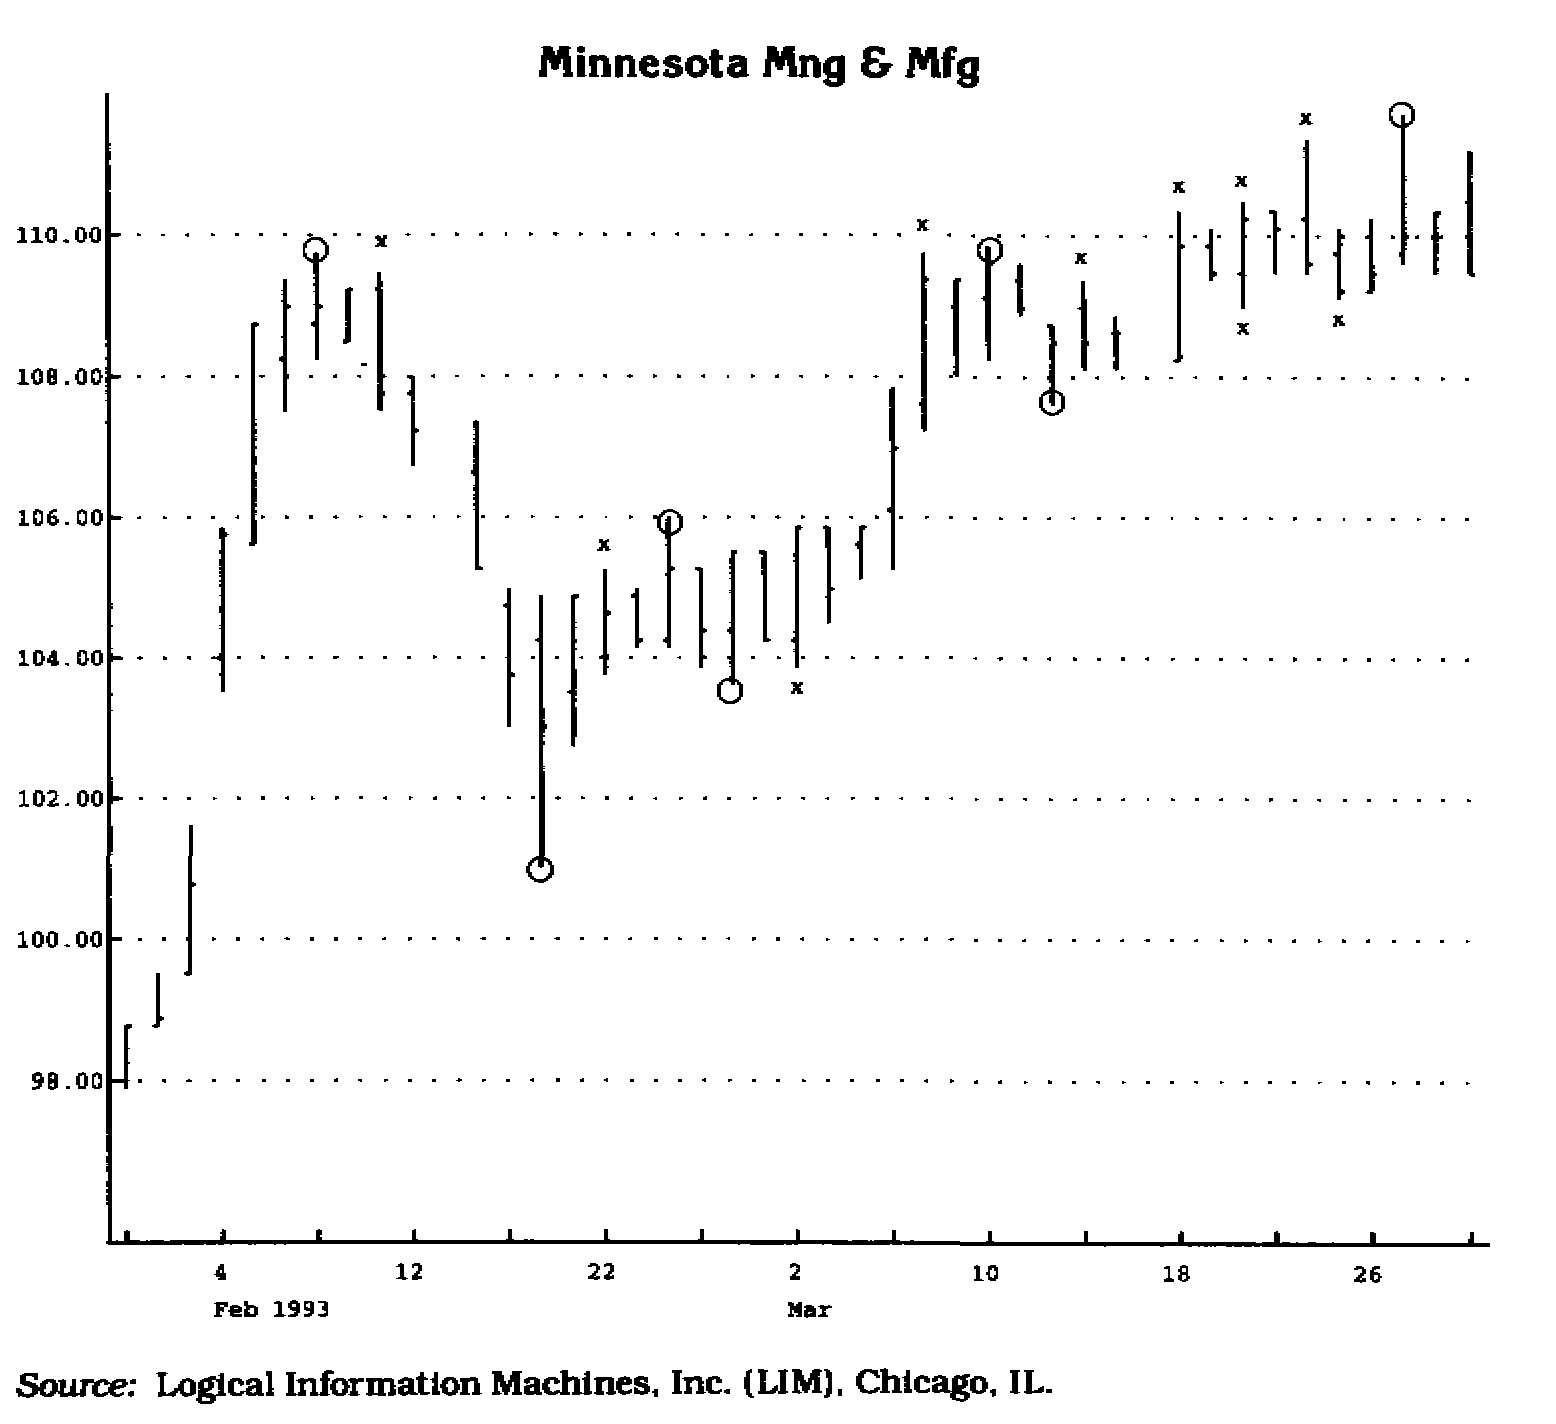 Minnesota Mng & Mfg
x
x
x
x
110.00
x
x
x
108.00
x
x
106.00
x
104.00
x
102.00
100.00
98.00
4 12 22 2 10 18 26
Feb 1993 Mar
Source: Logical Information Machines, Inc. (LIM), Chicago, IL.